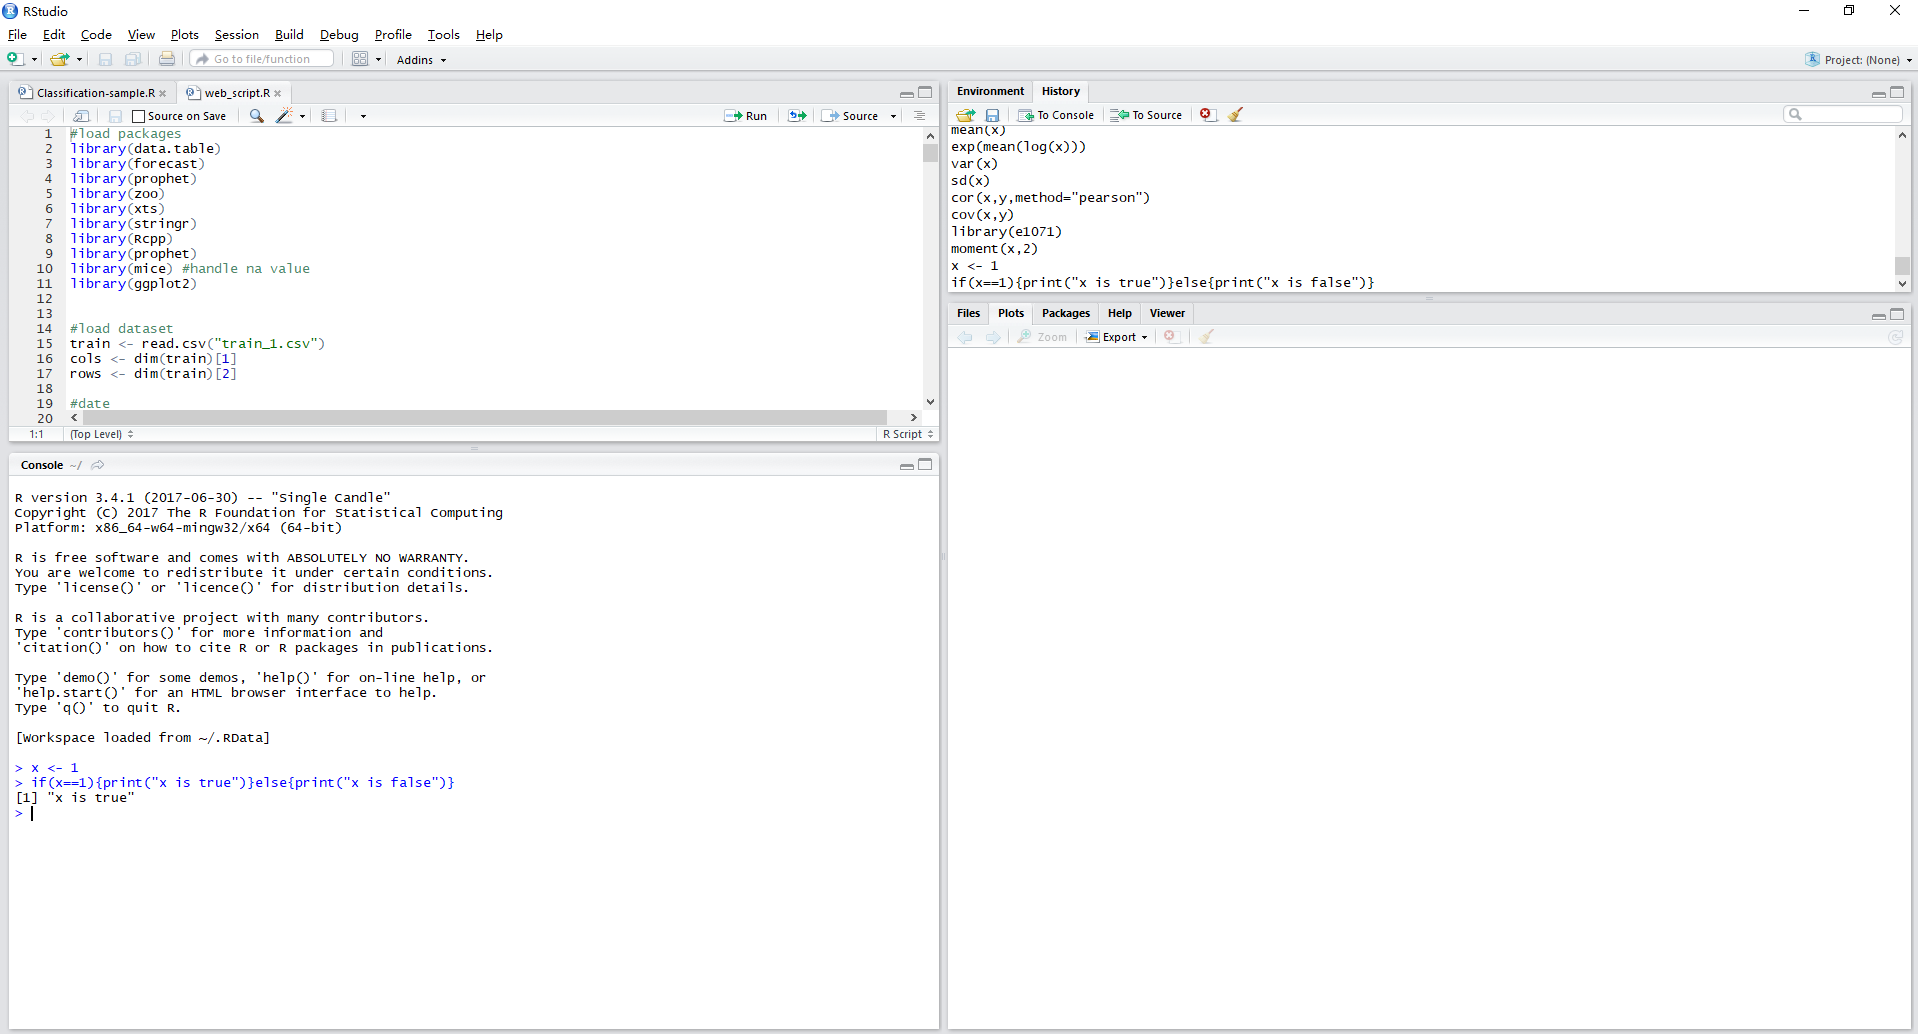 RStudio
File Edit Code View Plots Session Build Debug Profile Tools Help
Go to file/function Addins Project: (None)
Classification-sample.R web_script.R
Source on Save Run Source
1 #load packages
2 library(data.table)
3 library(forecast)
4 library(prophet)
5 library(zoo)
6 library(xts)
7 library(stringr)
8 library(Rcpp)
9 library(prophet)
10 library(mice) #handle na value
11 library(ggplot2)
12
13
14 #load dataset
15 train <- read.csv("train_1.csv")
16 cols <- dim(train)[1]
17 rows <- dim(train)[2]
18
19 #date
20
1:1 (Top Level) R Script
Console ~/
R version 3.4.1 (2017-06-30) -- "Single Candle"
Copyright (C) 2017 The R Foundation for Statistical Computing
Platform: x86_64-w64-mingw32/x64 (64-bit)
R is free software and comes with ABSOLUTELY NO WARRANTY.
You are welcome to redistribute it under certain conditions.
Type 'license()' or 'licence()' for distribution details.
R is a collaborative project with many contributors.
Type 'contributors()' for more information and
'citation()' on how to cite R or R packages in publications.
Type 'demo()' for some demos, 'help()' for on-line help, or
'help.start()' for an HTML browser interface to help.
Type 'q()' to quit R.
[Workspace loaded from ~/.RData]
> x <- 1
> if(x==1){print("x is true")}else{print("x is false")}
[1] "x is true"
>
Environment History
To Console To Source
mean(x)
exp(mean(log(x)))
var(x)
sd(x)
cor(x,y,method="pearson")
cov(x,y)
library(e1071)
moment(x,2)
x <- 1
if(x==1){print("x is true")}else{print("x is false")}
Files Plots Packages Help Viewer
Zoom Export